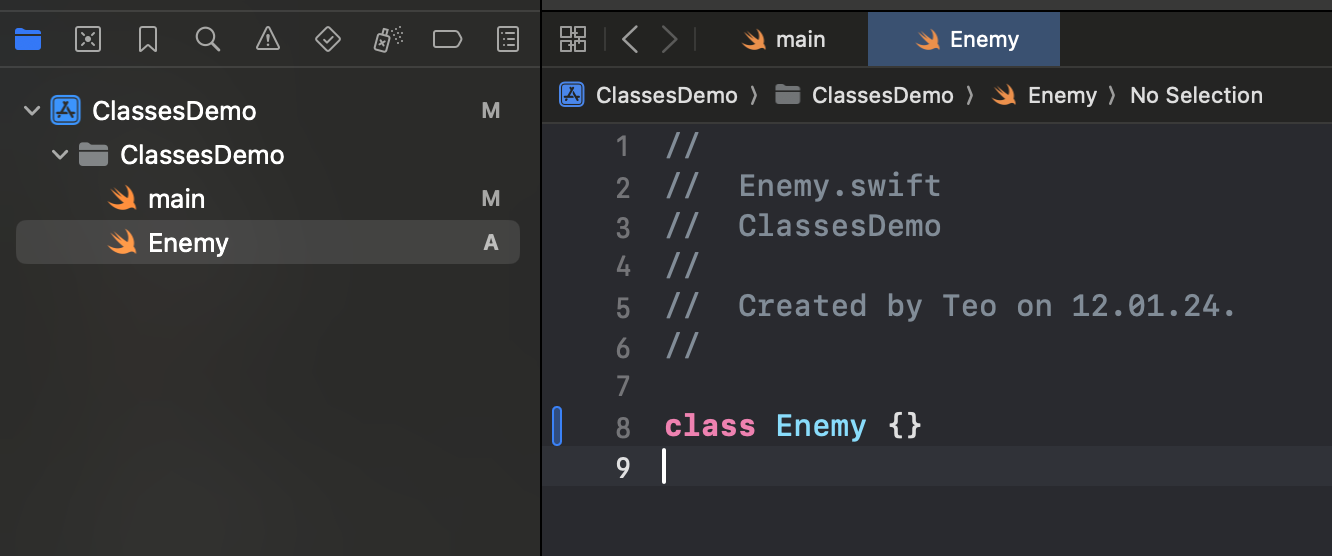 ClassesDemo M
ClassesDemo
main M
Enemy A
main Enemy
ClassesDemo ⟩ ClassesDemo ⟩ Enemy ⟩ No Selection
1 //
2 //  Enemy.swift
3 //  ClassesDemo
4 //
5 //  Created by Teo on 12.01.24.
6 //
7
8 class Enemy {}
9